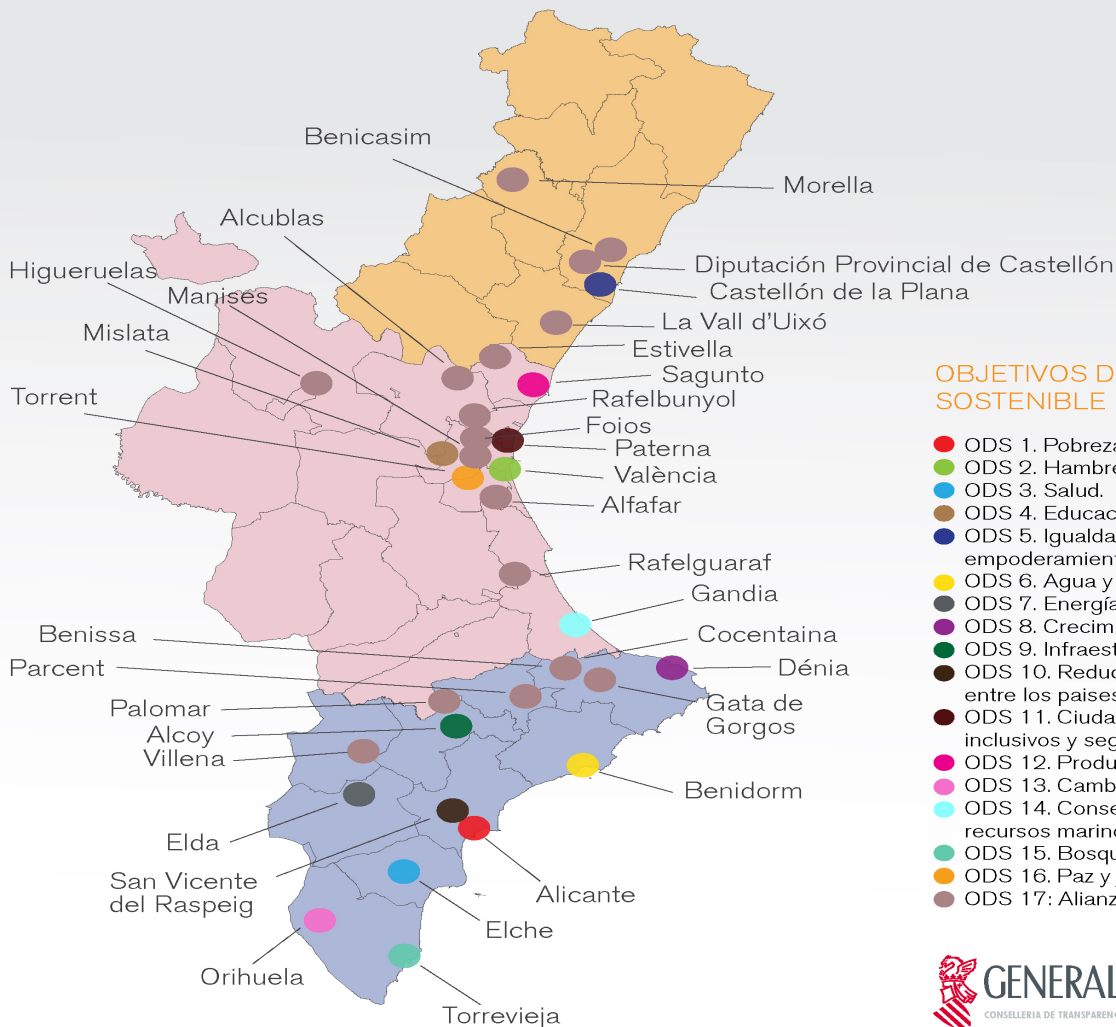 Benicasim
Morella
Alcublas
Higueruelas
Diputación Provincial de Castellón
Manises
Castellón de la Plana
Mislata
La Vall d'Uixó
Estivella
Sagunto
Torrent
Rafelbunyol
Foios
Paterna
València
Alfafar
Rafelguaraf
Gandia
Benissa
Cocentaina
Parcent
Dénia
Palomar
Gata de
Gorgos
Alcoy
Villena
Benidorm
Elda
San Vicente
del Raspeig
Alicante
Elche
Orihuela
Torrevieja
OBJETIVOS D
SOSTENIBLE
ODS 1. Pobreza
ODS 2. Hambre
ODS 3. Salud.
ODS 4. Educac
ODS 5. Igualda
empoderamien
ODS 6. Agua y
ODS 7. Energía
ODS 8. Crecim
ODS 9. Infraest
ODS 10. Reduc
entre los paises
ODS 11. Ciuda
inclusivos y seg
ODS 12. Produ
ODS 13. Camb
ODS 14. Conse
recursos marino
ODS 15. Bosqu
ODS 16. Paz y
ODS 17: Alianz
GENERAL
CONSELLERIA DE TRANSPAREN